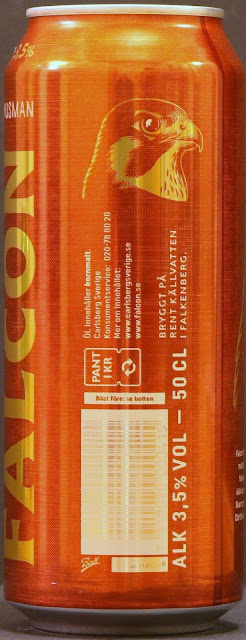 3,5%
USMAN
FALCON
Öl. Innehåller kornmalt.
Carlsberg Sverige
Konsumentservice: 020-78 80 20
Mer om innehållet:
www.carlsbergsverige.se
www.falcon.se
BRYGGT PÅ
RENT KÄLLVATTEN
I FALKENBERG.
PANT
1 KR
Bäst före: se botten
ALK 3,5% VOL – 50 CL
Ball